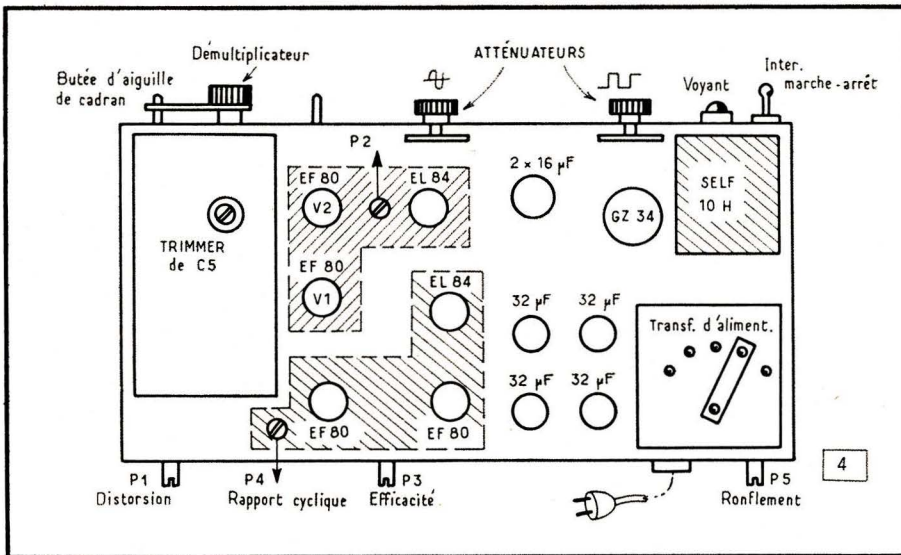 Démultiplicateur
ATTÉNUATEURS
Inter.
marche-arrêt
Butée d'aiguille
de cadran
Voyant
P2
EF 80
EL 84
2 x 16 µF
V2
GZ 34
SELF
10 H
TRIMMER
de C5
EF 80
V1
EL 84
32 µF
32 µF
Transf. d'aliment.
32 µF
32 µF
EF 80
EF 80
P1
Distorsion
P4
Rapport cyclique
P3
Efficacité
P5
Ronflement
4